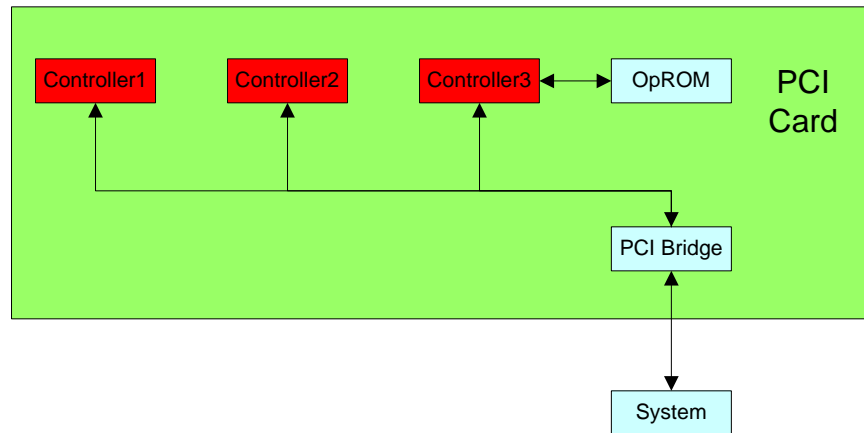 Controller1
Controller2
Controller3
OpROM
PCI
Card
PCI Bridge
System